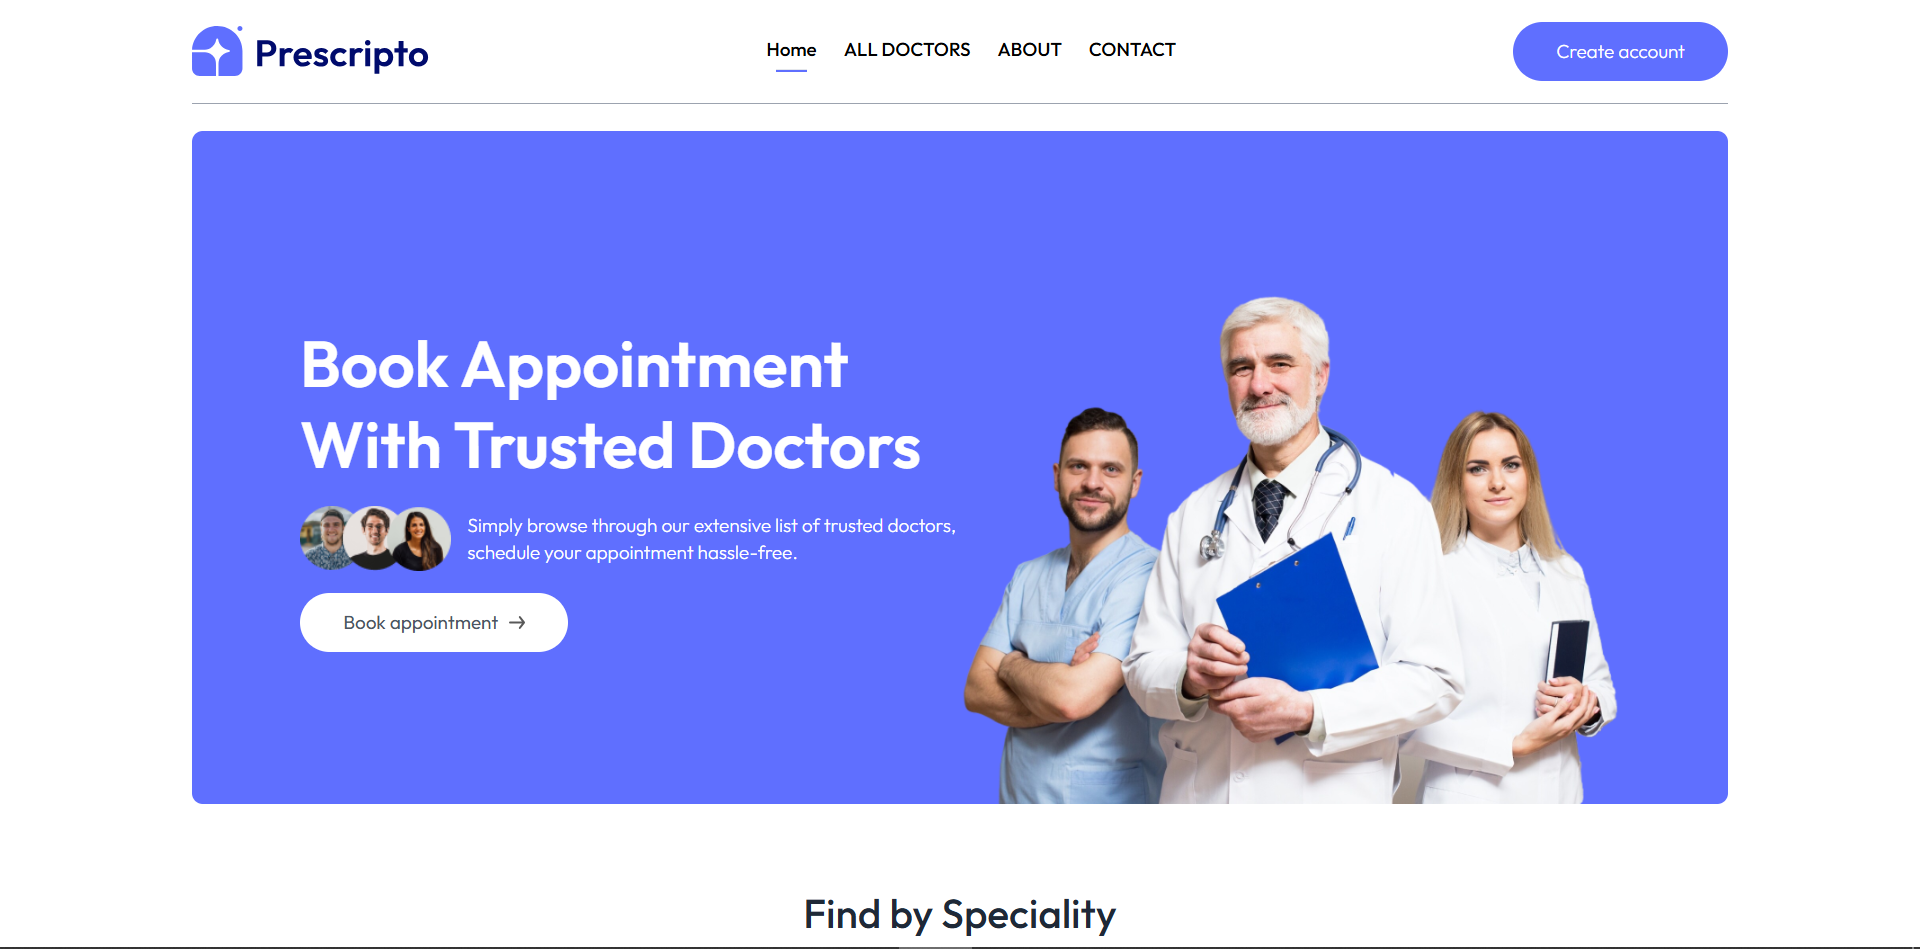 Prescripto
Home ALL DOCTORS ABOUT CONTACT
Create account
Book Appointment
With Trusted Doctors
Simply browse through our extensive list of trusted doctors,
schedule your appointment hassle-free.
Book appointment →
Find by Speciality